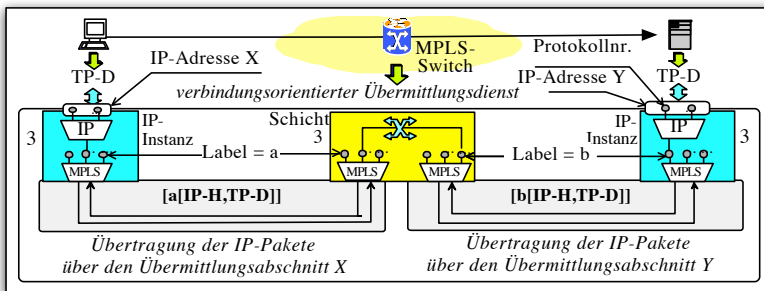 MPLS-
Switch
Protokollnr.
TP-D
IP-Adresse X
IP-Adresse Y
TP-D
verbindungsorientierter Übermittlungsdienst
3
IP
IP-
Instanz
Schicht
3
IP-
Instanz
IP
3
Label = a
Label = b
MPLS
MPLS
MPLS
MPLS
[a[IP-H,TP-D]]
[b[IP-H,TP-D]]
Übertragung der IP-Pakete
über den Übermittlungsabschnitt X
Übertragung der IP-Pakete
über den Übermittlungsabschnitt Y